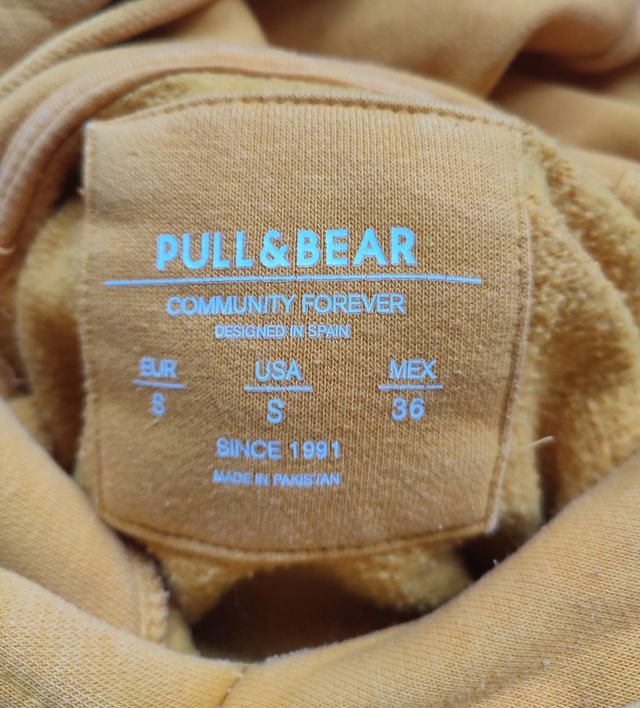 PULL&BEAR
COMMUNITY FOREVER
DESIGNED IN SPAIN
EUR USA MEX
S S 36
SINCE 1991
MADE IN PAKISTAN